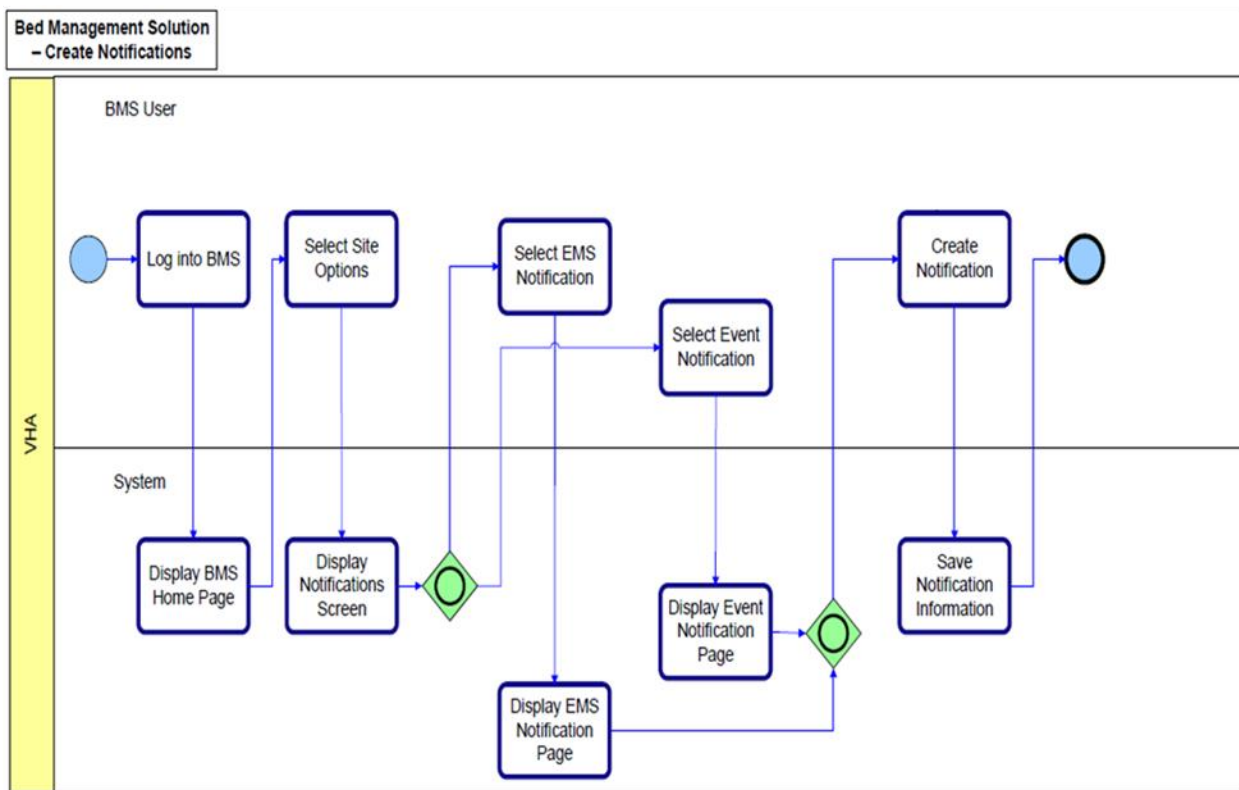 Bed Management Solution
– Create Notifications
VHA
BMS User
Log into BMS
Select Site
Options
Select EMS
Notification
Select Event
Notification
Create
Notification
System
Display BMS
Home Page
Display
Notifications
Screen
Display EMS
Notification
Page
Display Event
Notification
Page
Save
Notification
Information